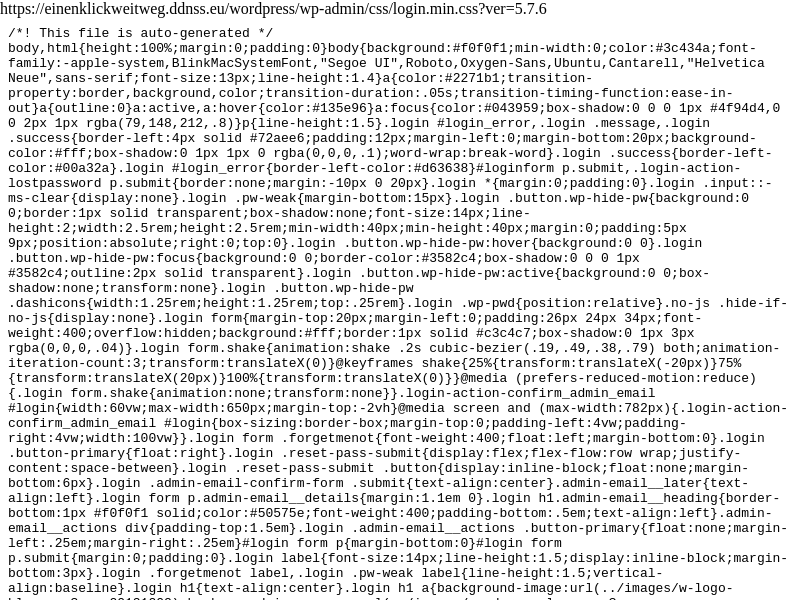 https://einenklickweitweg.ddnss.eu/wordpress/wp-admin/css/login.min.css?ver=5.7.6
/*! This file is auto-generated */
body,html{height:100%;margin:0;padding:0}body{background:#f0f0f1;min-width:0;color:#3c434a;font-
family:-apple-system,BlinkMacSystemFont,"Segoe UI",Roboto,Oxygen-Sans,Ubuntu,Cantarell,"Helvetica
Neue",sans-serif;font-size:13px;line-height:1.4}a{color:#2271b1;transition-
property:border,background,color;transition-duration:.05s;transition-timing-function:ease-in-
out}a{outline:0}a:active,a:hover{color:#135e96}a:focus{color:#043959;box-shadow:0 0 0 1px #4f94d4,0
0 2px 1px rgba(79,148,212,.8)}p{line-height:1.5}.login #login_error,.login .message,.login
.success{border-left:4px solid #72aee6;padding:12px;margin-left:0;margin-bottom:20px;background-
color:#fff;box-shadow:0 1px 1px 0 rgba(0,0,0,.1);word-wrap:break-word}.login .success{border-left-
color:#00a32a}.login #login_error{border-left-color:#d63638}#loginform p.submit,.login-action-
lostpassword p.submit{border:none;margin:-10px 0 20px}.login *{margin:0;padding:0}.login .input::-
ms-clear{display:none}.login .pw-weak{margin-bottom:15px}.login .button.wp-hide-pw{background:0
0;border:1px solid transparent;box-shadow:none;font-size:14px;line-
height:2;width:2.5rem;height:2.5rem;min-width:40px;min-height:40px;margin:0;padding:5px
9px;position:absolute;right:0;top:0}.login .button.wp-hide-pw:hover{background:0 0}.login
.button.wp-hide-pw:focus{background:0 0;border-color:#3582c4;box-shadow:0 0 0 1px
#3582c4;outline:2px solid transparent}.login .button.wp-hide-pw:active{background:0 0;box-
shadow:none;transform:none}.login .button.wp-hide-pw
.dashicons{width:1.25rem;height:1.25rem;top:.25rem}.login .wp-pwd{position:relative}.no-js .hide-if-
no-js{display:none}.login form{margin-top:20px;margin-left:0;padding:26px 24px 34px;font-
weight:400;overflow:hidden;background:#fff;border:1px solid #c3c4c7;box-shadow:0 1px 3px
rgba(0,0,0,.04)}.login form.shake{animation:shake .2s cubic-bezier(.19,.49,.38,.79) both;animation-
iteration-count:3;transform:translateX(0)}@keyframes shake{25%{transform:translateX(-20px)}75%
{transform:translateX(20px)}100%{transform:translateX(0)}}@media (prefers-reduced-motion:reduce)
{.login form.shake{animation:none;transform:none}}.login-action-confirm_admin_email
#login{width:60vw;max-width:650px;margin-top:-2vh}@media screen and (max-width:782px){.login-action-
confirm_admin_email #login{box-sizing:border-box;margin-top:0;padding-left:4vw;padding-
right:4vw;width:100vw}}.login form .forgetmenot{font-weight:400;float:left;margin-bottom:0}.login
.button-primary{float:right}.login .reset-pass-submit{display:flex;flex-flow:row wrap;justify-
content:space-between}.login .reset-pass-submit .button{display:inline-block;float:none;margin-
bottom:6px}.login .admin-email-confirm-form .submit{text-align:center}.admin-email__later{text-
align:left}.login form p.admin-email__details{margin:1.1em 0}.login h1.admin-email__heading{border-
bottom:1px #f0f0f1 solid;color:#50575e;font-weight:400;padding-bottom:.5em;text-align:left}.admin-
email__actions div{padding-top:1.5em}.login .admin-email__actions .button-primary{float:none;margin-
left:.25em;margin-right:.25em}#login form p{margin-bottom:0}#login form
p.submit{margin:0;padding:0}.login label{font-size:14px;line-height:1.5;display:inline-block;margin-
bottom:3px}.login .forgetmenot label,.login .pw-weak label{line-height:1.5;vertical-
align:baseline}.login h1{text-align:center}.login h1 a{background-image:url(../images/w-logo-